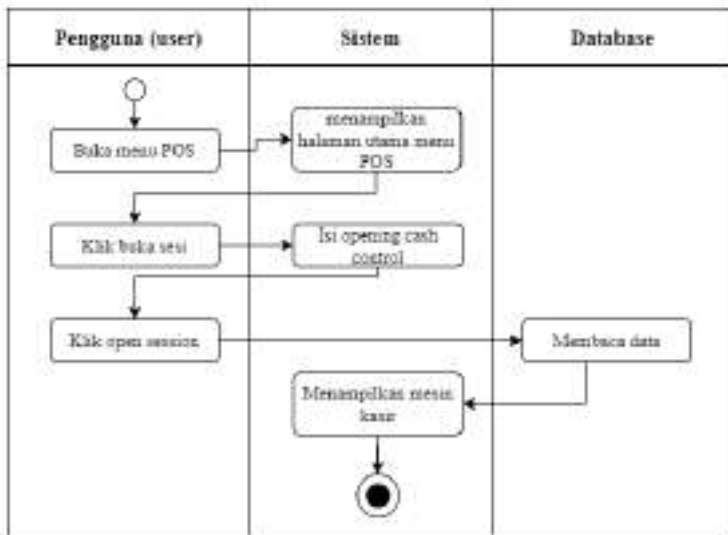 Pengguna (user)
Sistem
Database
Buka menu POS
menampilkan
halaman utama menu
POS
Klik buka sesi
Isi opening cash
control
Klik open session
Membaca data
Menampilkan mesin
kasir